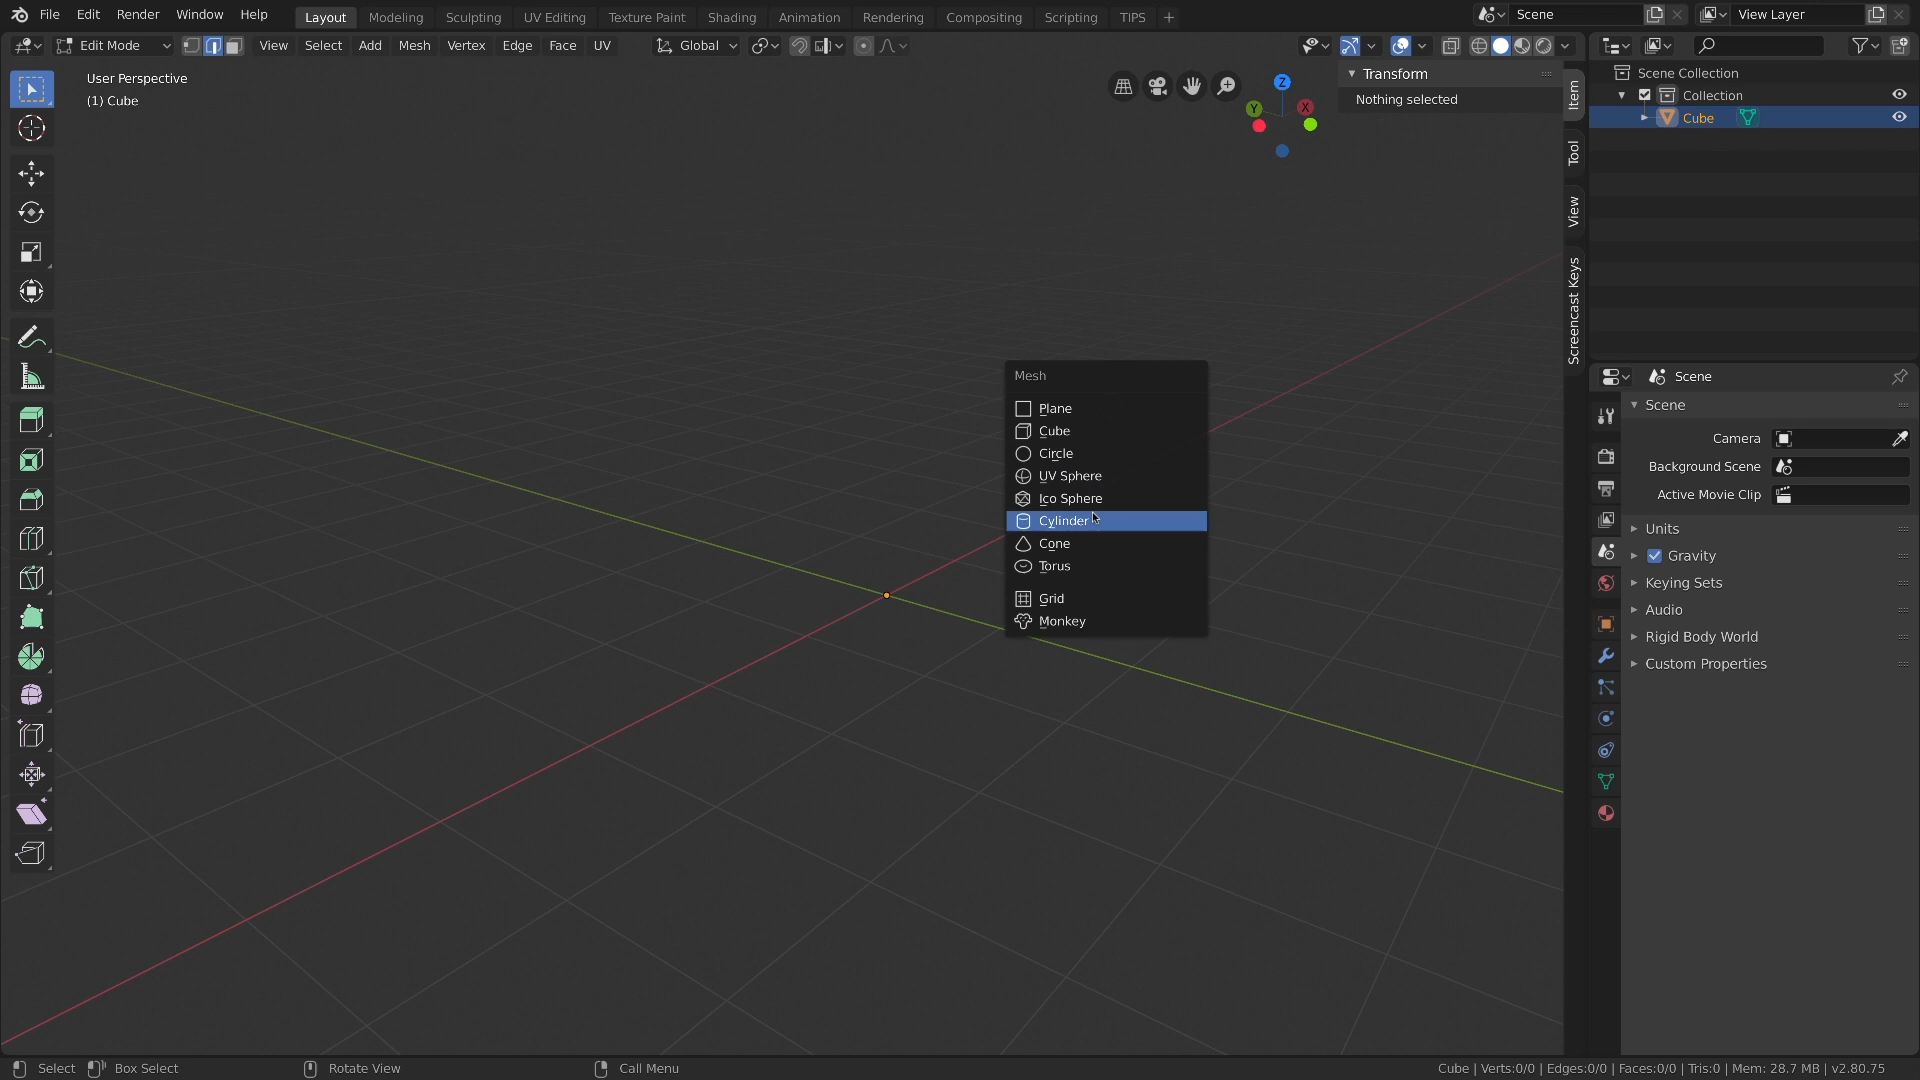 File Edit Render Window Help Layout Modeling Sculpting UV Editing Texture Paint Shading Animation Rendering Compositing Scripting TIPS + Scene View Layer
Edit Mode View Select Add Mesh Vertex Edge Face UV Global
User Perspective
(1) Cube
Z
Y
X
Transform
Nothing selected
Item
Tool
View
Screencast Keys
Scene Collection
Collection
Cube
Mesh
Plane
Cube
Circle
UV Sphere
Ico Sphere
Cylinder
Cone
Torus
Grid
Monkey
Scene
Scene
Camera
Background Scene
Active Movie Clip
Units
Gravity
Keying Sets
Audio
Rigid Body World
Custom Properties
Select Box Select Rotate View Call Menu Cube | Verts:0/0 | Edges:0/0 | Faces:0/0 | Tris:0 | Mem: 28.7 MB | v2.80.75